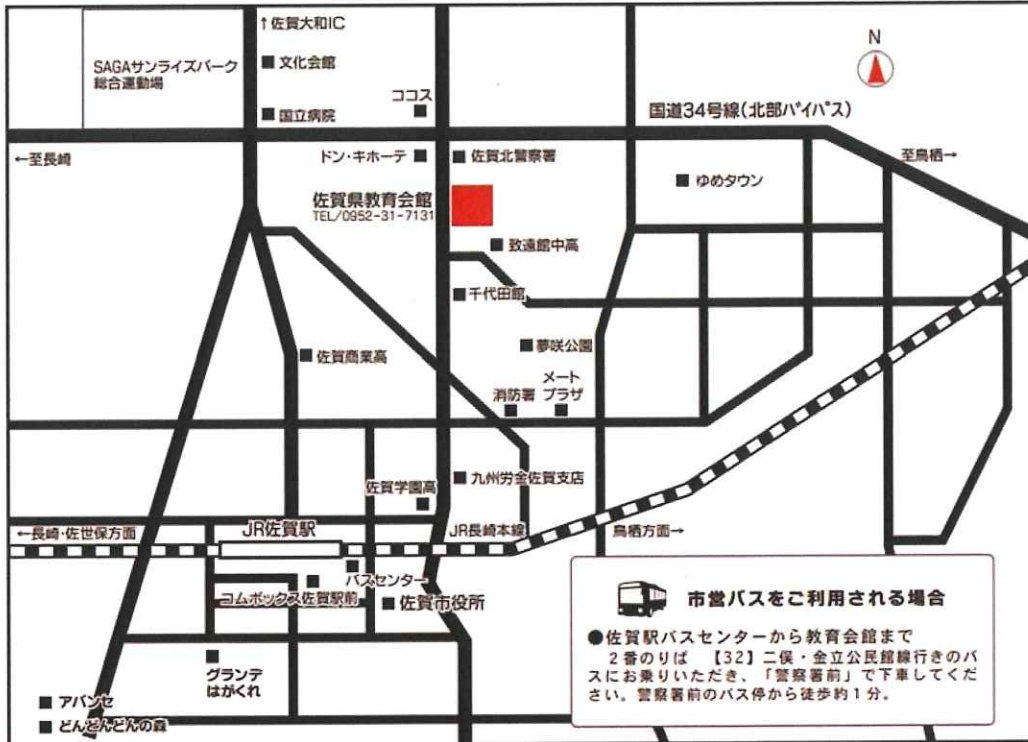 ↑佐賀大和IC
N
SAGAサンライズパーク
総合運動場
文化会館
ココス
国立病院
国道34号線(北部バイパス)
←至長崎
ドン・キホーテ
佐賀北警察署
至鳥栖→
ゆめタウン
佐賀県教育会館
TEL/0952-31-7131
致遠館中高
千代田館
佐賀商業高
夢咲公園
メート
プラザ
消防署
九州労金佐賀支店
佐賀学園高
←長崎・佐世保方面
JR佐賀駅
JR長崎本線
鳥栖方面→
バスセンター
コムボックス佐賀駅前
佐賀市役所
グランデ
はがくれ
アバンセ
どんどんどんの森
市営バスをご利用される場合
●佐賀駅バスセンターから教育会館まで
2番のりば 【32】二俣・金立公民館線行きのバ
スにお乗りいただき、「警察署前」で下車してくだ
さい。警察署前のバス停から徒歩約1分。